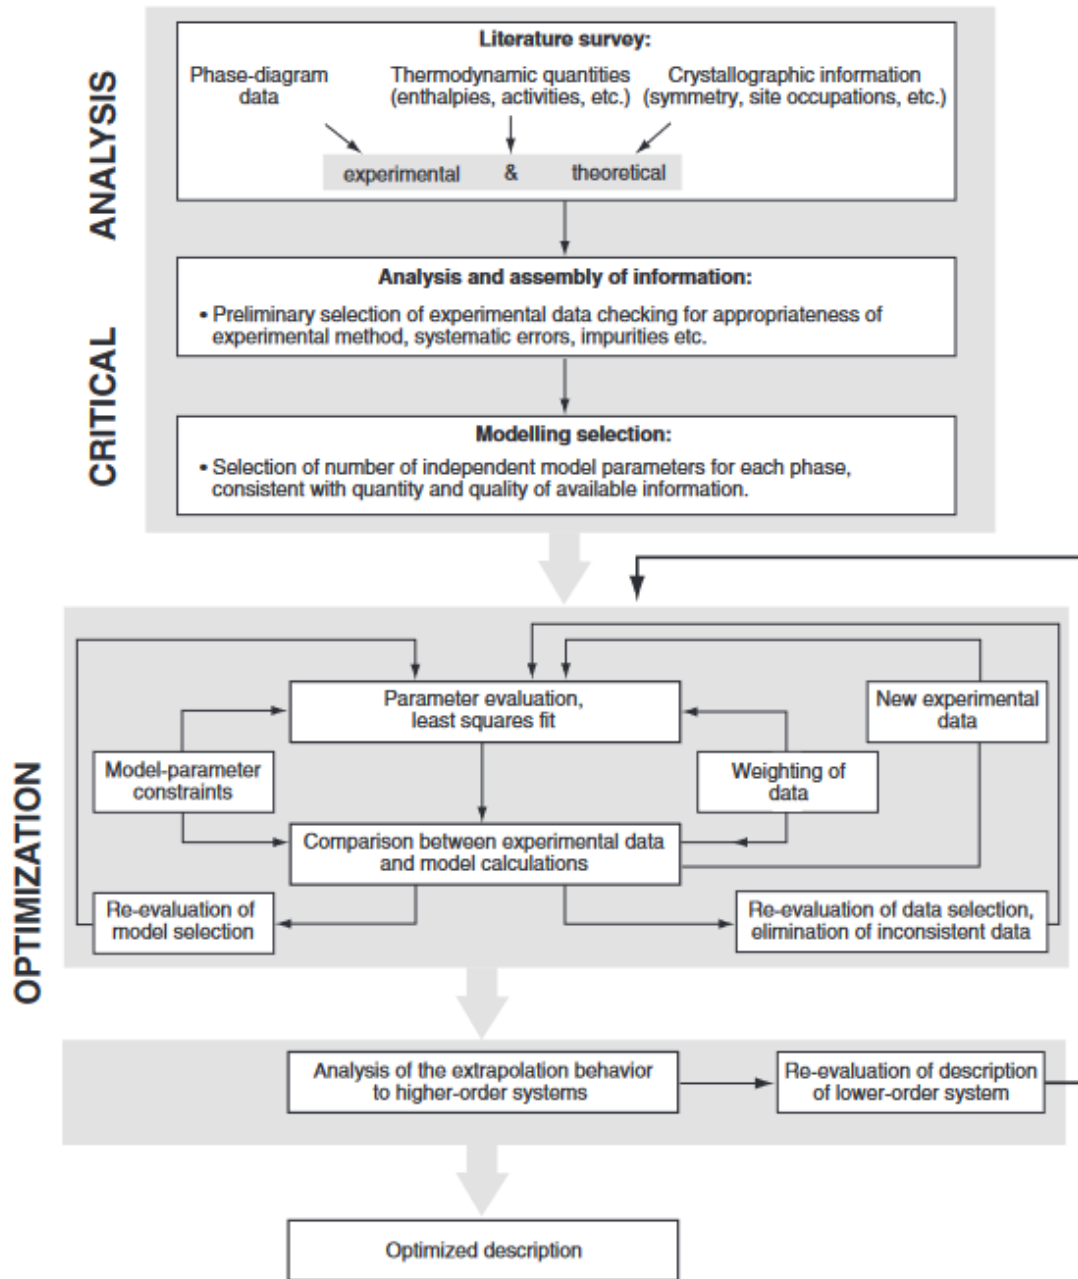 CRITICAL ANALYSIS
Literature survey:
Phase-diagram
data
Thermodynamic quantities
(enthalpies, activities, etc.)
Crystallographic information
(symmetry, site occupations, etc.)
experimental & theoretical
Analysis and assembly of information:
• Preliminary selection of experimental data checking for appropriateness of
experimental method, systematic errors, impurities etc.
Modelling selection:
• Selection of number of independent model parameters for each phase,
consistent with quantity and quality of available information.
OPTIMIZATION
Parameter evaluation,
least squares fit
New experimental
data
Model-parameter
constraints
Weighting of
data
Comparison between experimental data
and model calculations
Re-evaluation of
model selection
Re-evaluation of data selection,
elimination of inconsistent data
Analysis of the extrapolation behavior
to higher-order systems
Re-evaluation of description
of lower-order system
Optimized description